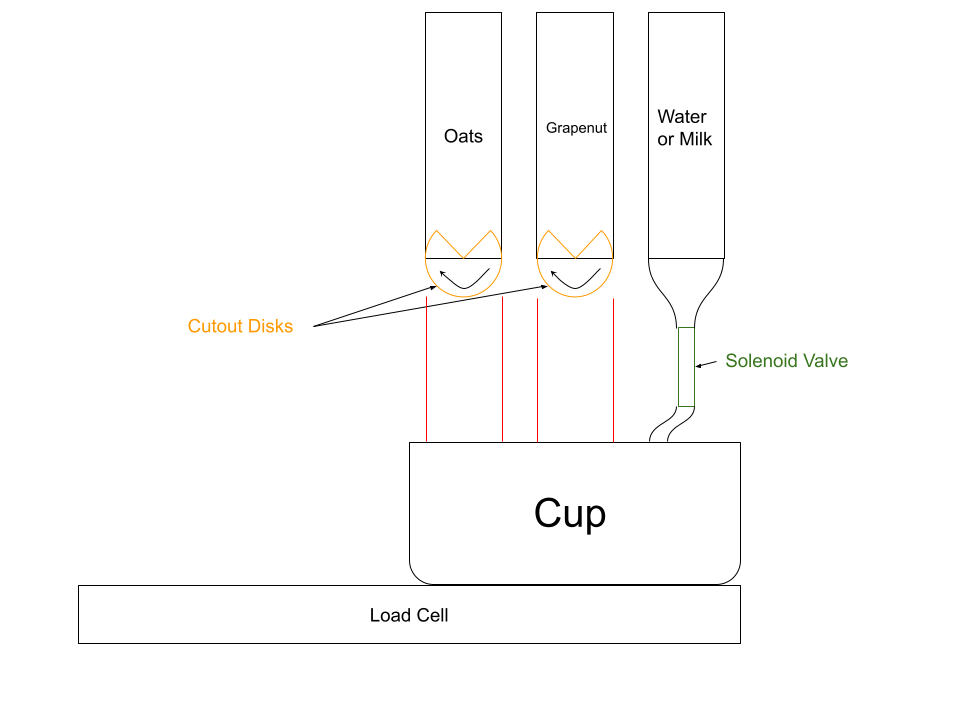 Oats
Grapenut
Water
or Milk
Cutout Disks
Solenoid Valve
Cup
Load Cell